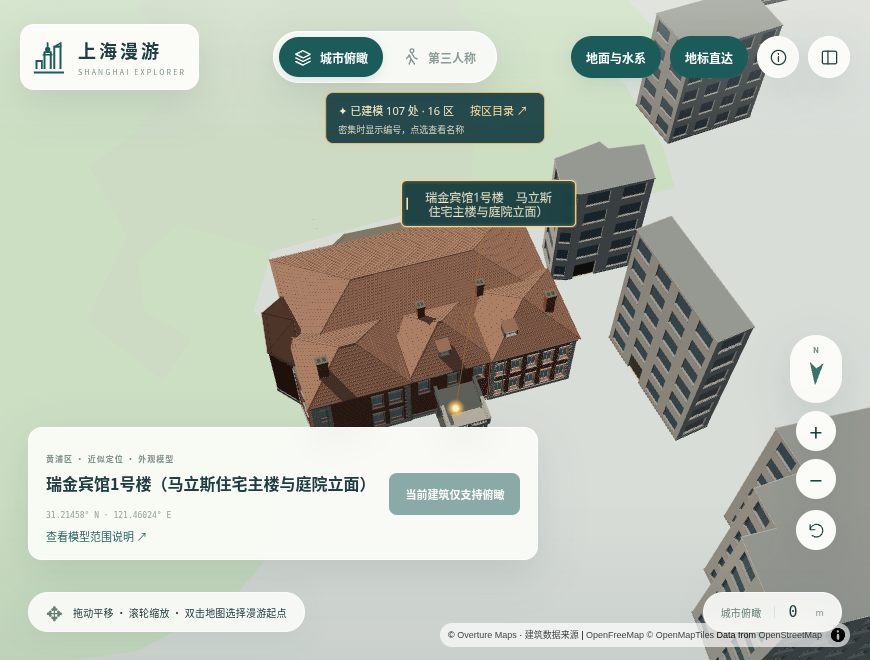 上海漫游
SHANGHAI EXPLORER
城市俯瞰
第三人称
地面与水系
地标直达
✦ 已建模 107 处 · 16 区 按区目录 ↗
密集时显示编号，点选查看名称
瑞金宾馆1号楼 马立斯
住宅主楼与庭院立面）
N
黄浦区 · 近似定位 · 外观模型
瑞金宾馆1号楼（马立斯住宅主楼与庭院立面）
当前建筑仅支持俯瞰
31.21458° N · 121.46024° E
查看模型范围说明 ↗
拖动平移 · 滚轮缩放 · 双击地图选择漫游起点
城市俯瞰 0 m
© Overture Maps · 建筑数据来源 | OpenFreeMap © OpenMapTiles Data from OpenStreetMap